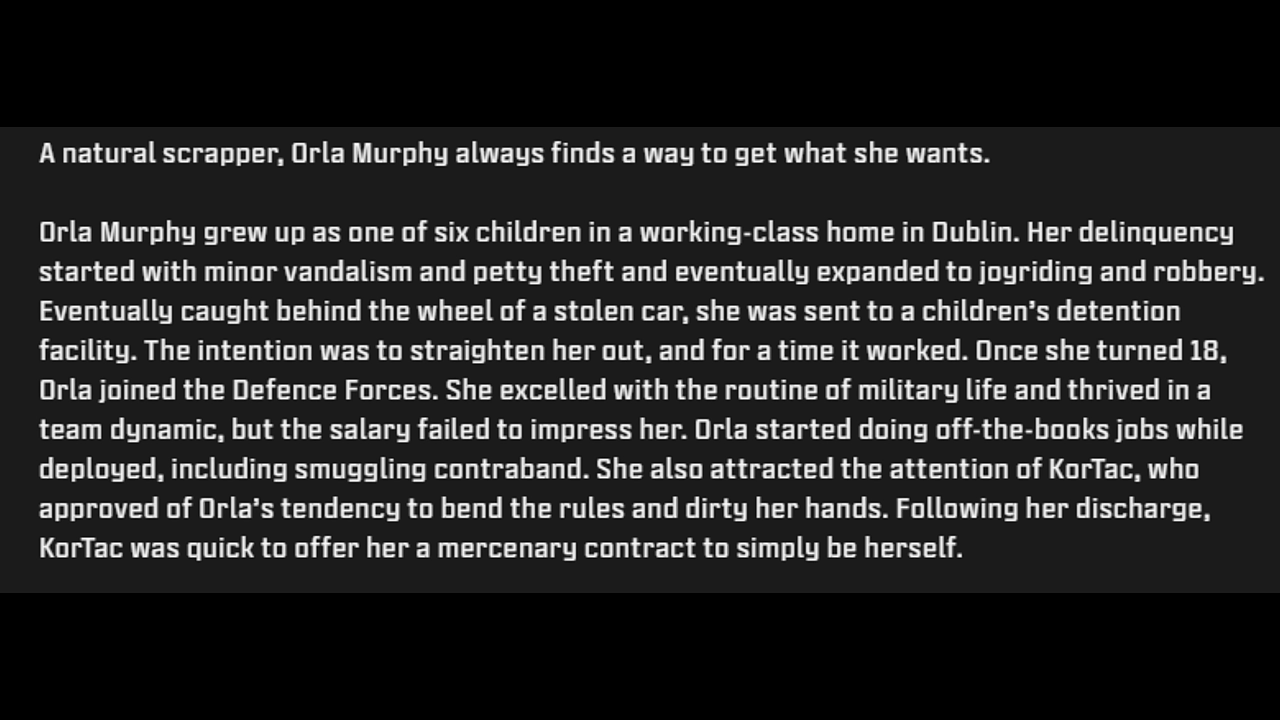 A natural scrapper, Orla Murphy always finds a way to get what she wants.
Orla Murphy grew up as one of six children in a working-class home in Dublin. Her delinquency
started with minor vandalism and petty theft and eventually expanded to joyriding and robbery.
Eventually caught behind the wheel of a stolen car, she was sent to a children’s detention
facility. The intention was to straighten her out, and for a time it worked. Once she turned 18,
Orla joined the Defence Forces. She excelled with the routine of military life and thrived in a
team dynamic, but the salary failed to impress her. Orla started doing off-the-books jobs while
deployed, including smuggling contraband. She also attracted the attention of KorTac, who
approved of Orla’s tendency to bend the rules and dirty her hands. Following her discharge,
KorTac was quick to offer her a mercenary contract to simply be herself.